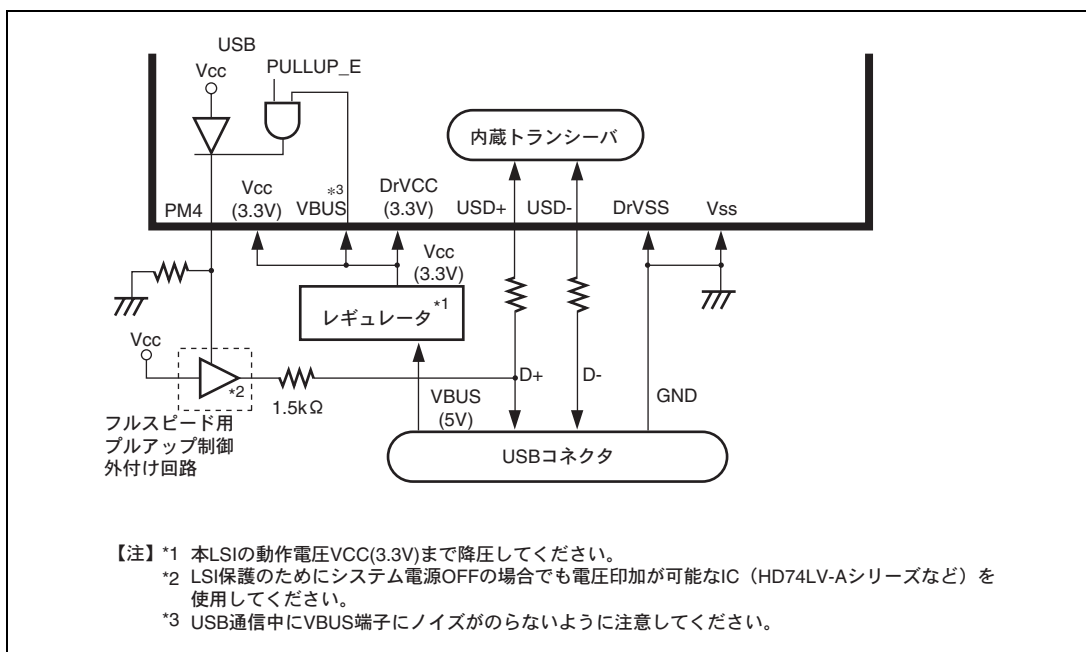 USB
Vcc
PULLUP_E
内蔵トランシーバ
PM4
Vcc
(3.3V)
*3
VBUS
DrVCC
(3.3V)
USD+
USD-
DrVSS
Vss
Vcc
(3.3V)
レギュレータ*1
Vcc
*2
1.5kΩ
フルスピード用
プルアップ制御
外付け回路
VBUS
(5V)
D+
D-
GND
USBコネクタ
【注】*1 本LSIの動作電圧VCC(3.3V)まで降圧してください。
*2 LSI保護のためにシステム電源OFFの場合でも電圧印加が可能なIC（HD74LV-Aシリーズなど）を
使用してください。
*3 USB通信中にVBUS端子にノイズがのらないように注意してください。